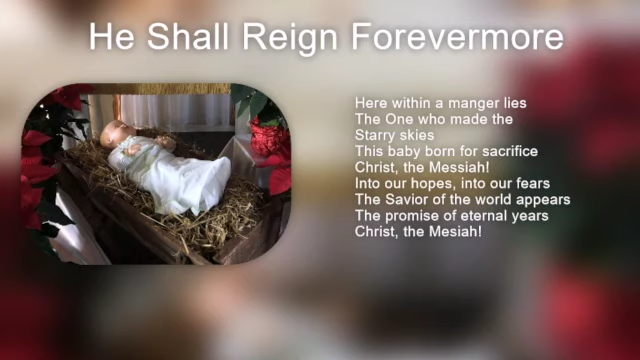 He Shall Reign Forevermore
Here within a manger lies
The One who made the
Starry skies
This baby born for sacrifice
Christ, the Messiah!
Into our hopes, into our fears
The Savior of the world appears
The promise of eternal years
Christ, the Mesiah!